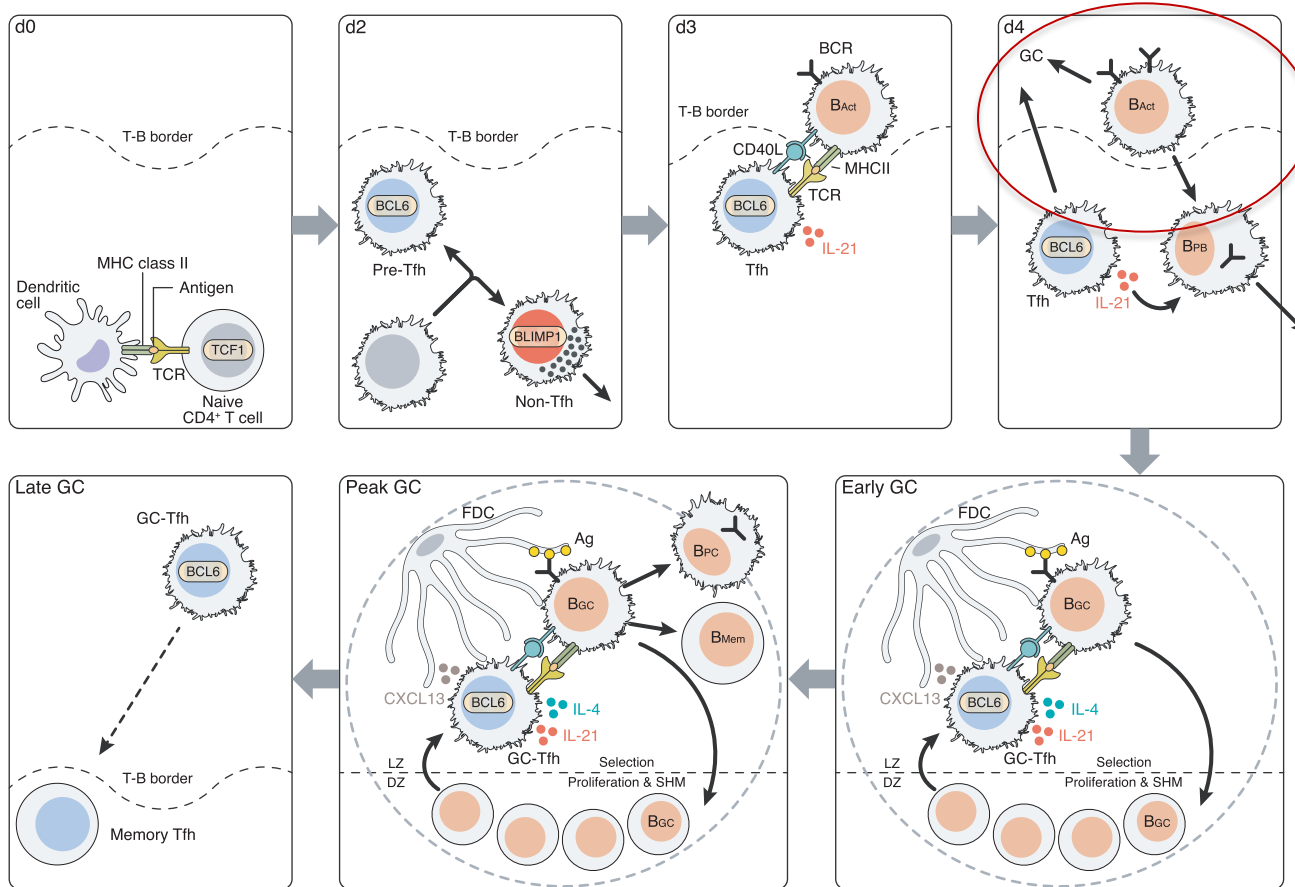 d0
T-B border
MHC class II
Antigen
Dendritic
cell
TCR
TCF1
Naive
CD4⁺ T cell
d2
T-B border
BCL6
Pre-Tfh
BLIMP1
Non-Tfh
d3
BCR
BAct
T-B border
CD40L
MHCII
TCR
BCL6
IL-21
Tfh
d4
GC
BAct
BCL6
BPB
Tfh
IL-21
Late GC
GC-Tfh
BCL6
T-B border
Memory Tfh
Peak GC
FDC
Ag
BPC
BGC
BMem
CXCL13
BCL6
IL-4
IL-21
GC-Tfh
LZ
Selection
DZ
Proliferation & SHM
BGC
Early GC
FDC
Ag
BGC
CXCL13
BCL6
IL-4
IL-21
GC-Tfh
LZ
Selection
DZ
Proliferation & SHM
BGC